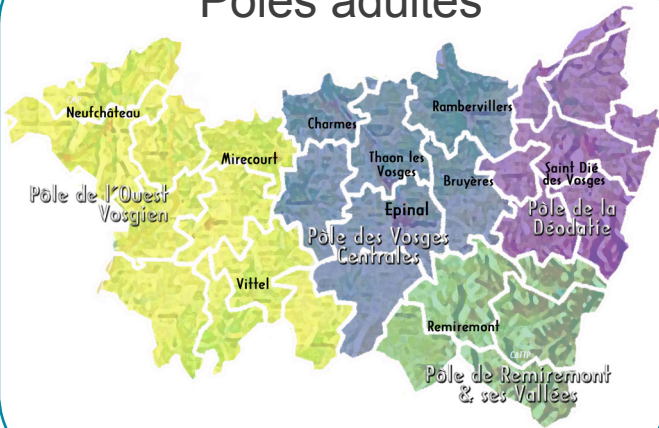 Pôles adultes
Neufchâteau
Mirecourt
Pôle de l'Ouest
Vosgien
Vittel
Charmes
Rambervillers
Thaon les
Vosges
Bruyères
Epinal
Pôle des Vosges
Centrales
Saint Dié
des Vosges
Pôle de la
Déodatie
Remiremont
CATTP
Pôle de Remiremont
& ses Vallées